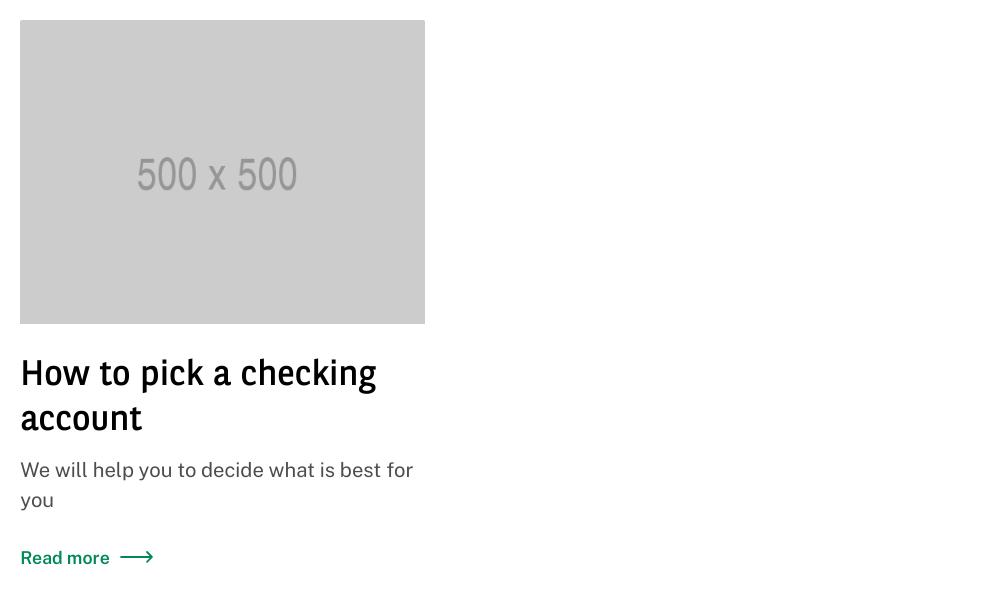 500 x 500
How to pick a checking
account
We will help you to decide what is best for
you
Read more